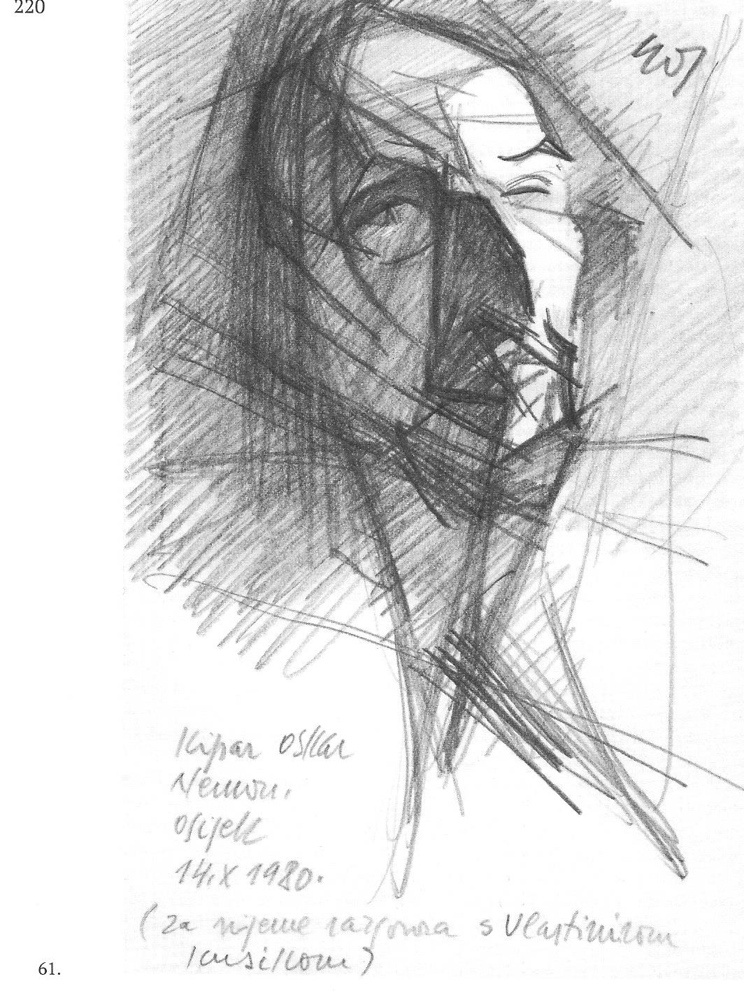 220
Kipar Oskar
Nemon.
Osijek
14.X 1980.
(za vrijeme razgovora s Vlastimirom
Kusikom)
61.